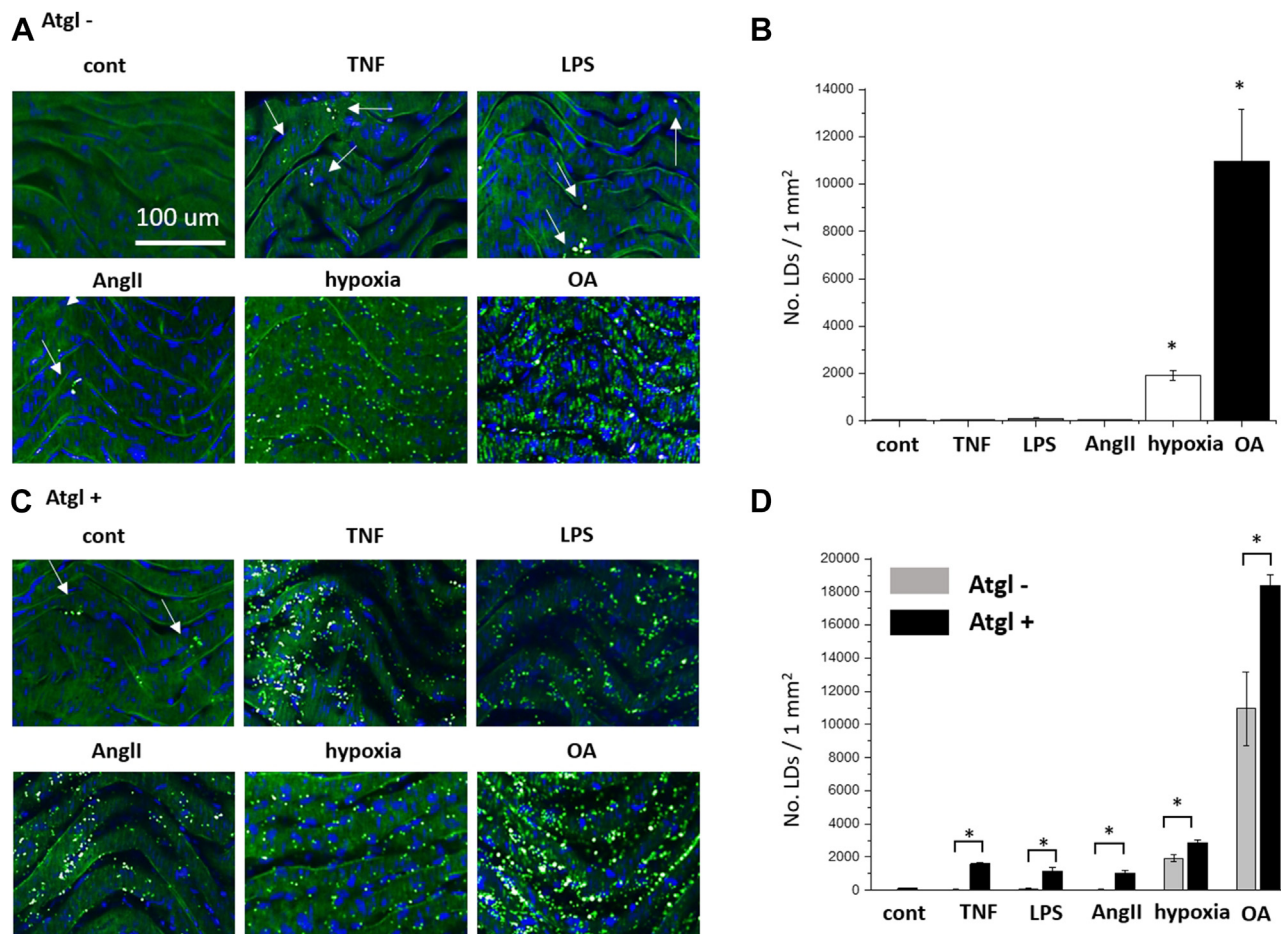 A Atgl -
cont TNF LPS
100 um
AngII hypoxia OA
B
No. LDs / 1 mm²
14000
12000
10000
8000
6000
4000
2000
0
* *
cont TNF LPS AngII hypoxia OA
C Atgl +
cont TNF LPS
AngII hypoxia OA
D
No. LDs / 1 mm²
20000
18000
16000
14000
12000
10000
8000
6000
4000
2000
0
Atgl -
Atgl +
* * * * *
cont TNF LPS AngII hypoxia OA